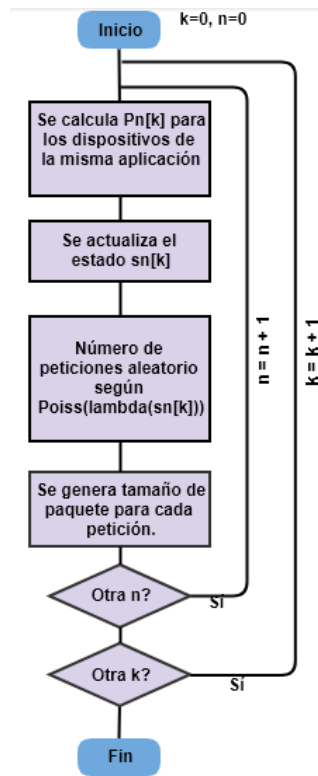 k=0, n=0
Inicio
Se calcula Pn[k] para
los dispositivos de
la misma aplicación
Se actualiza el
estado sn[k]
Número de
peticiones aleatorio
según
Poiss(lambda(sn[k]))
Se genera tamaño de
paquete para cada
petición.
Otra n?
Sí
n = n + 1
Otra k?
Sí
k = k + 1
Fin